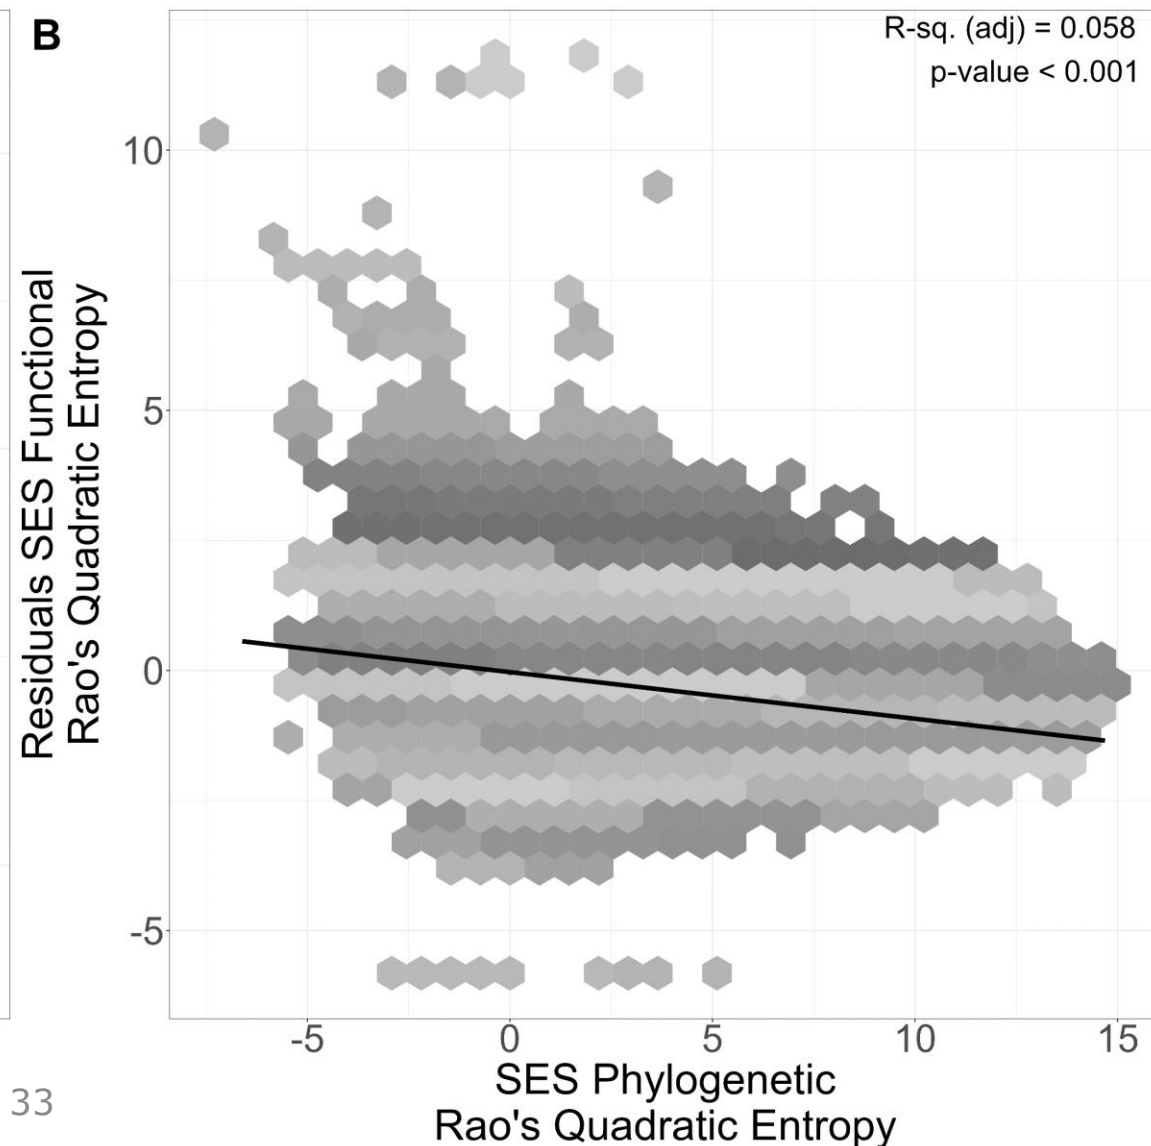 B
R-sq. (adj) = 0.058
p-value < 0.001
Residuals SES Functional
Rao's Quadratic Entropy
10
5
0
-5
-5 0 5 10 15
SES Phylogenetic
Rao's Quadratic Entropy
33